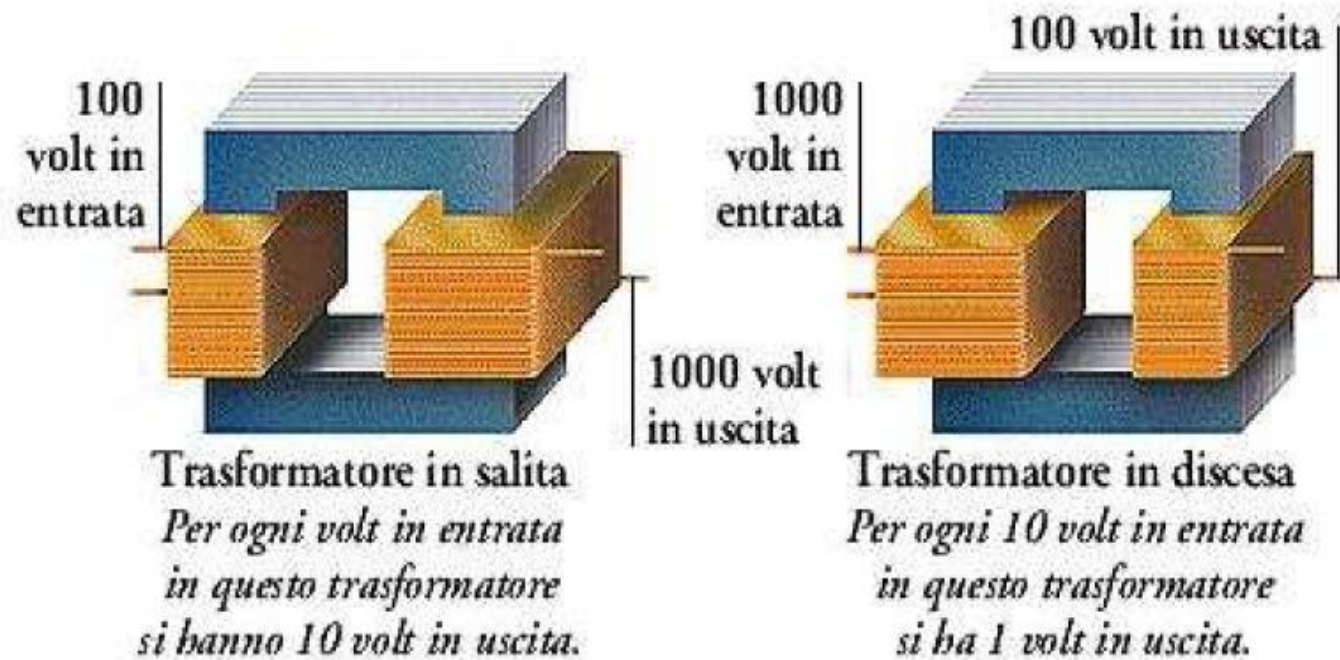 100
volt in
entrata
1000 volt
in uscita
Trasformatore in salita
Per ogni volt in entrata
in questo trasformatore
si hanno 10 volt in uscita.
100 volt in uscita
1000
volt in
entrata
Trasformatore in discesa
Per ogni 10 volt in entrata
in questo trasformatore
si ha 1 volt in uscita.